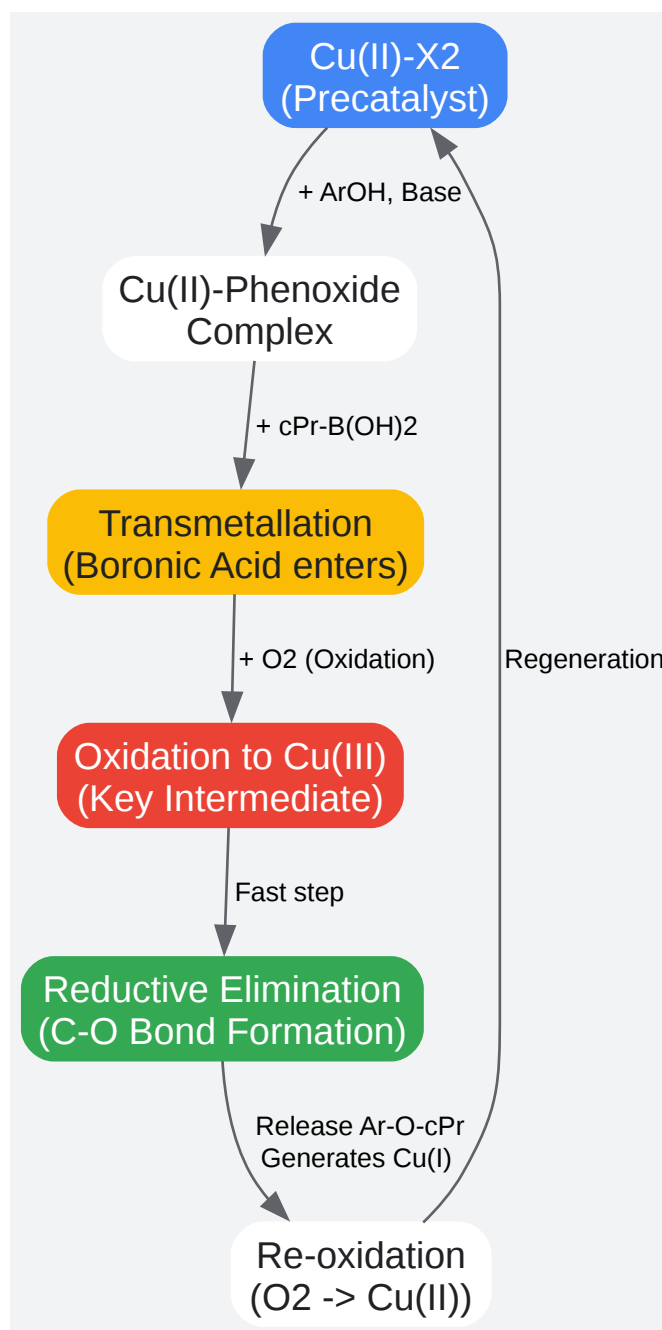 Cu(II)-X2
(Precatalyst)
+ ArOH, Base
Cu(II)-Phenoxide
Complex
+ cPr-B(OH)2
Transmetallation
(Boronic Acid enters)
+ O2 (Oxidation)
Regeneration
Oxidation to Cu(III)
(Key Intermediate)
Fast step
Reductive Elimination
(C-O Bond Formation)
Release Ar-O-cPr
Generates Cu(I)
Re-oxidation
(O2 -> Cu(II))